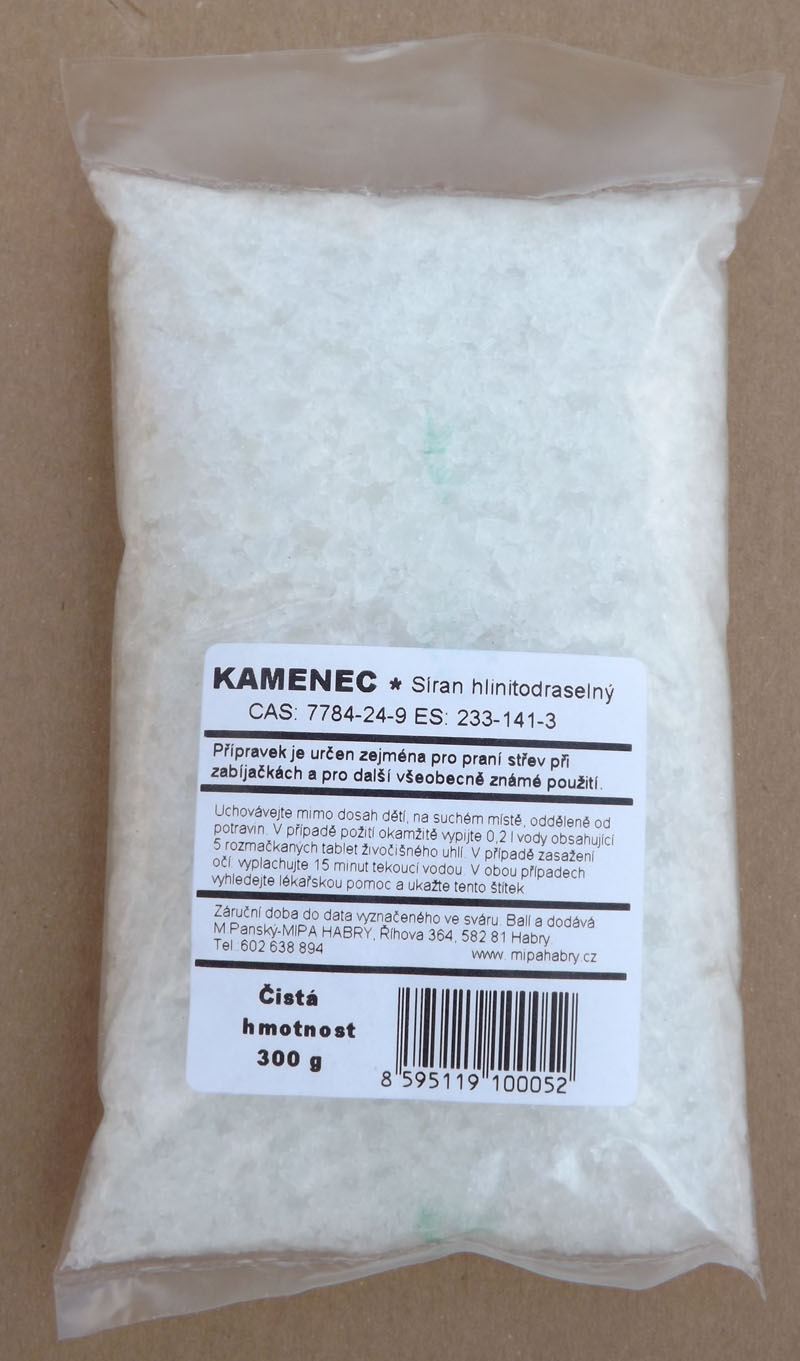 KAMENEC * Síran hlinitodraselný
CAS: 7784-24-9 ES: 233-141-3
Přípravek je určen zejména pro praní střev při
zabíjačkách a pro další všeobecně známé použití.
Uchovávejte mimo dosah dětí, na suchém místě, odděleně od
potravin. V případě požití okamžitě vypijte 0,2 l vody obsahující
5 rozmačkaných tablet živočišného uhlí. V případě zasažení
očí vyplachujte 15 minut tekoucí vodou. V obou případech
vyhledejte lékařskou pomoc a ukažte tento štítek.
Záruční doba do data vyznačeného ve sváru. Balí a dodává
M.Panský-MIPA HABRY, Říhova 364, 582 81 Habry.
Tel. 602 638 894 www. mipahabry.cz
Čistá
hmotnost
300 g
8 595119 100052